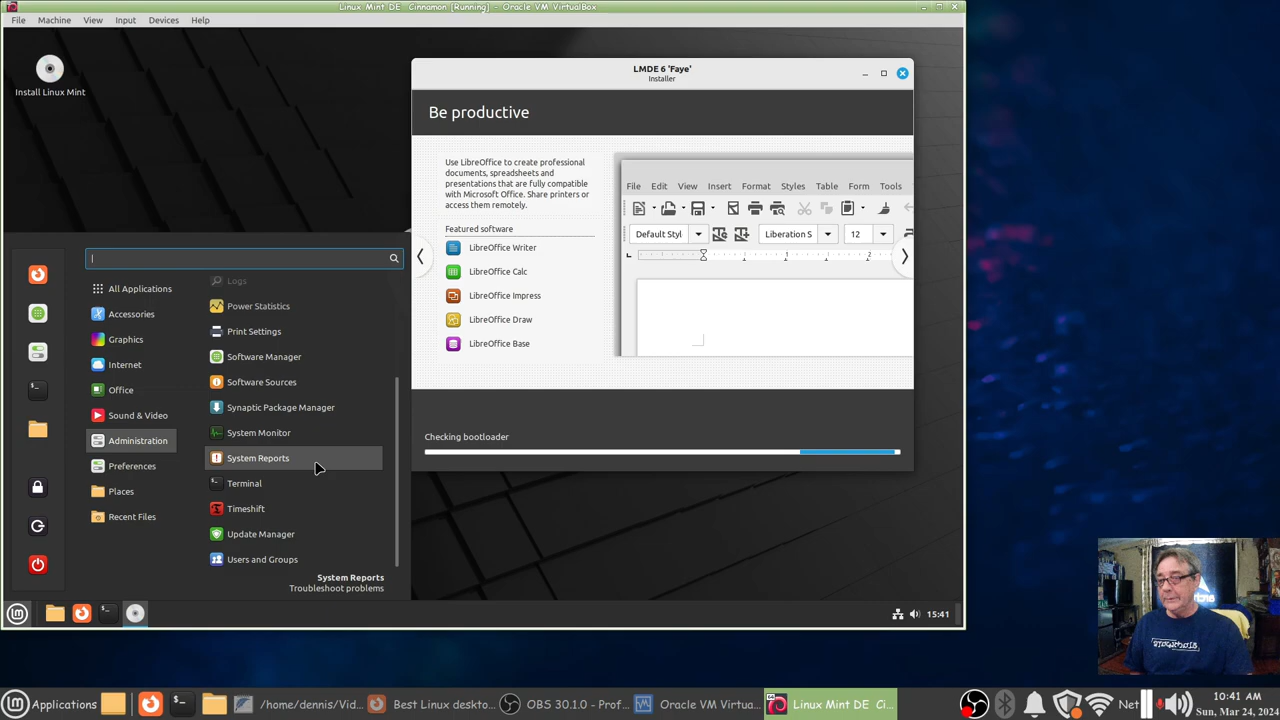 Linux Mint DE  Cinnamon [Running] - Oracle VM VirtualBox
File Machine View Input Devices Help
Install Linux Mint
LMDE 6 'Faye'
Installer
Be productive
Use LibreOffice to create professional
documents, spreadsheets and
presentations that are fully compatible
with Microsoft Office. Share printers or
access them remotely.
Featured software
LibreOffice Writer
LibreOffice Calc
LibreOffice Impress
LibreOffice Draw
LibreOffice Base
File Edit View Insert Format Styles Table Form Tools
Default Styl Liberation S 12
1 2
Checking bootloader
All Applications
Accessories
Graphics
Internet
Office
Sound & Video
Administration
Preferences
Places
Recent Files
Logs
Power Statistics
Print Settings
Software Manager
Software Sources
Synaptic Package Manager
System Monitor
System Reports
Terminal
Timeshift
Update Manager
Users and Groups
System Reports
Troubleshoot problems
15:41
Applications
/home/dennis/Vid...
Best Linux deskto...
OBS 30.1.0 - Prof...
Oracle VM Virtua...
Linux Mint DE  Ci...
Net
10:41 AM
Sun, Mar 24, 2024